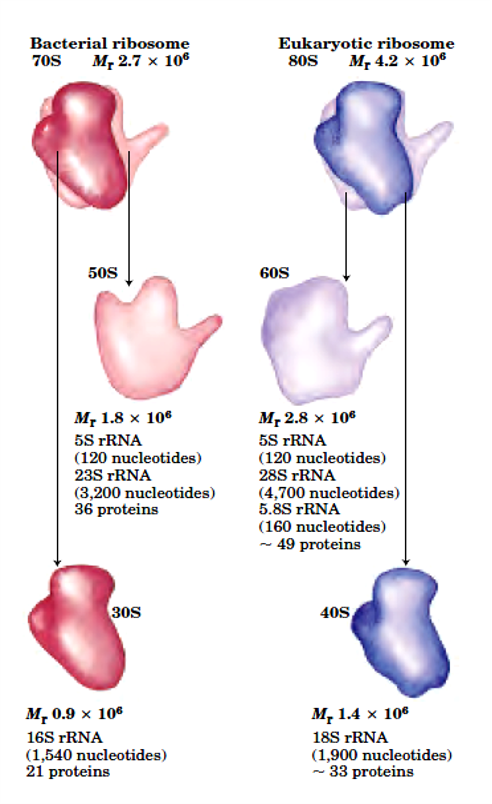 Bacterial ribosome
70S Mr 2.7 × 10⁶
Eukaryotic ribosome
80S Mr 4.2 × 10⁶
50S
Mr 1.8 × 10⁶
5S rRNA
(120 nucleotides)
23S rRNA
(3,200 nucleotides)
36 proteins
60S
Mr 2.8 × 10⁶
5S rRNA
(120 nucleotides)
28S rRNA
(4,700 nucleotides)
5.8S rRNA
(160 nucleotides)
~ 49 proteins
30S
Mr 0.9 × 10⁶
16S rRNA
(1,540 nucleotides)
21 proteins
40S
Mr 1.4 × 10⁶
18S rRNA
(1,900 nucleotides)
~ 33 proteins